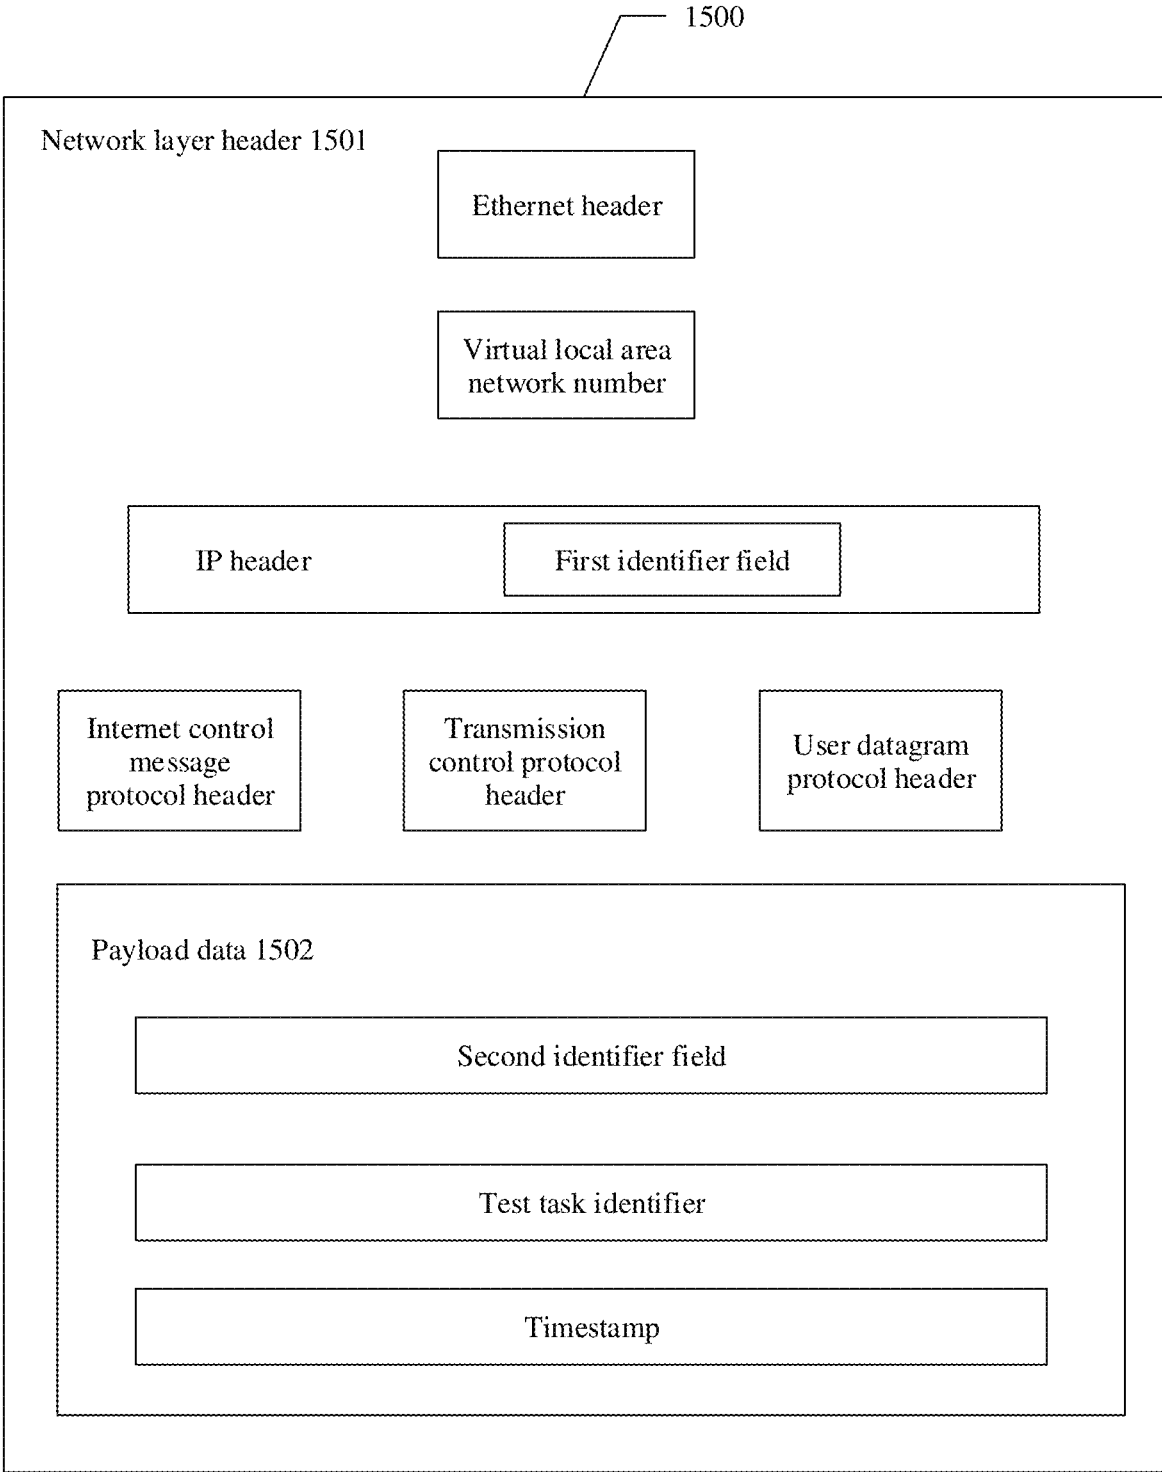 1500
Network layer header 1501
Ethernet header
Virtual local area
network number
IP header
First identifier field
Internet control
message
protocol header
Transmission
control protocol
header
User datagram
protocol header
Payload data 1502
Second identifier field
Test task identifier
Timestamp